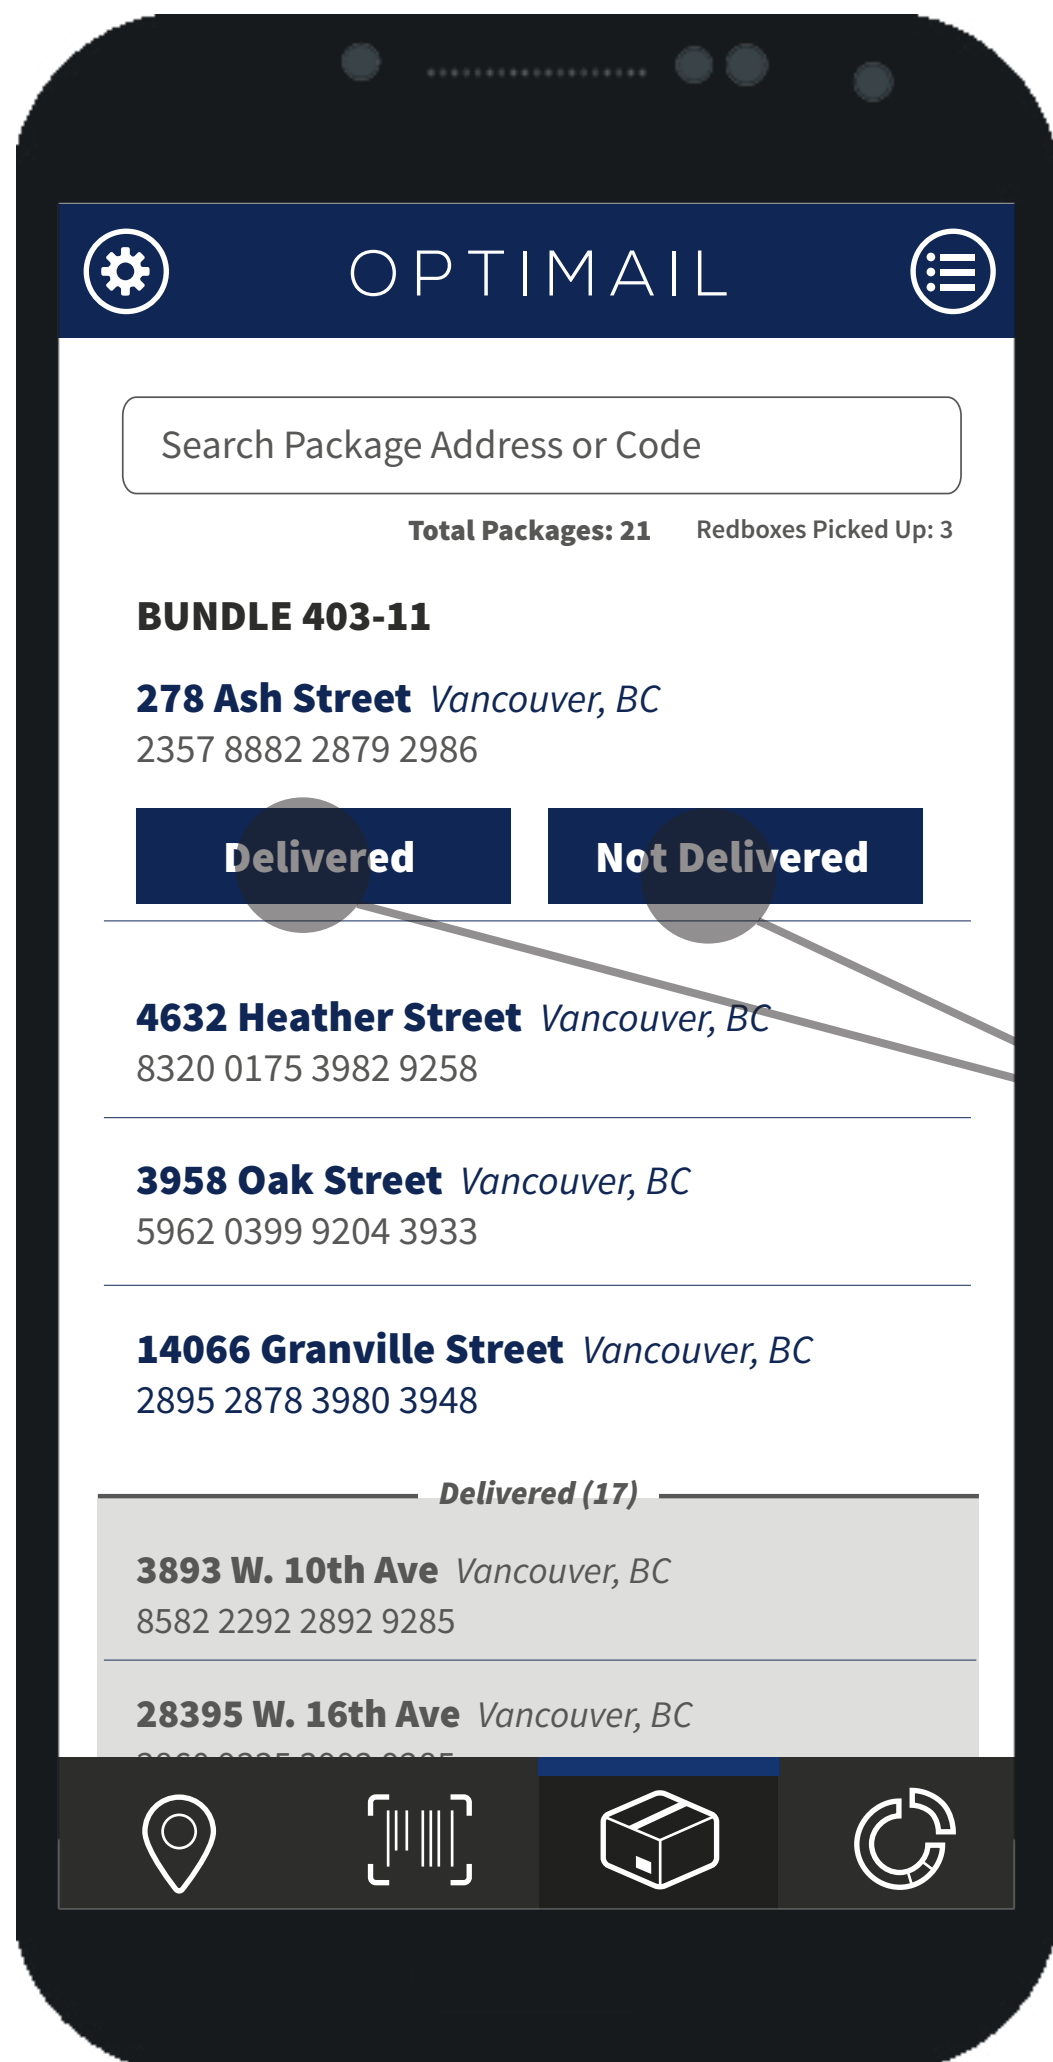 OPTIMAIL
Search Package Address or Code
Total Packages: 21 Redboxes Picked Up: 3
BUNDLE 403-11
278 Ash Street Vancouver, BC
2357 8882 2879 2986
Delivered Not Delivered
4632 Heather Street Vancouver, BC
8320 0175 3982 9258
3958 Oak Street Vancouver, BC
5962 0399 9204 3933
14066 Granville Street Vancouver, BC
2895 2878 3980 3948
Delivered (17)
3893 W. 10th Ave Vancouver, BC
8582 2292 2892 9285
28395 W. 16th Ave Vancouver, BC